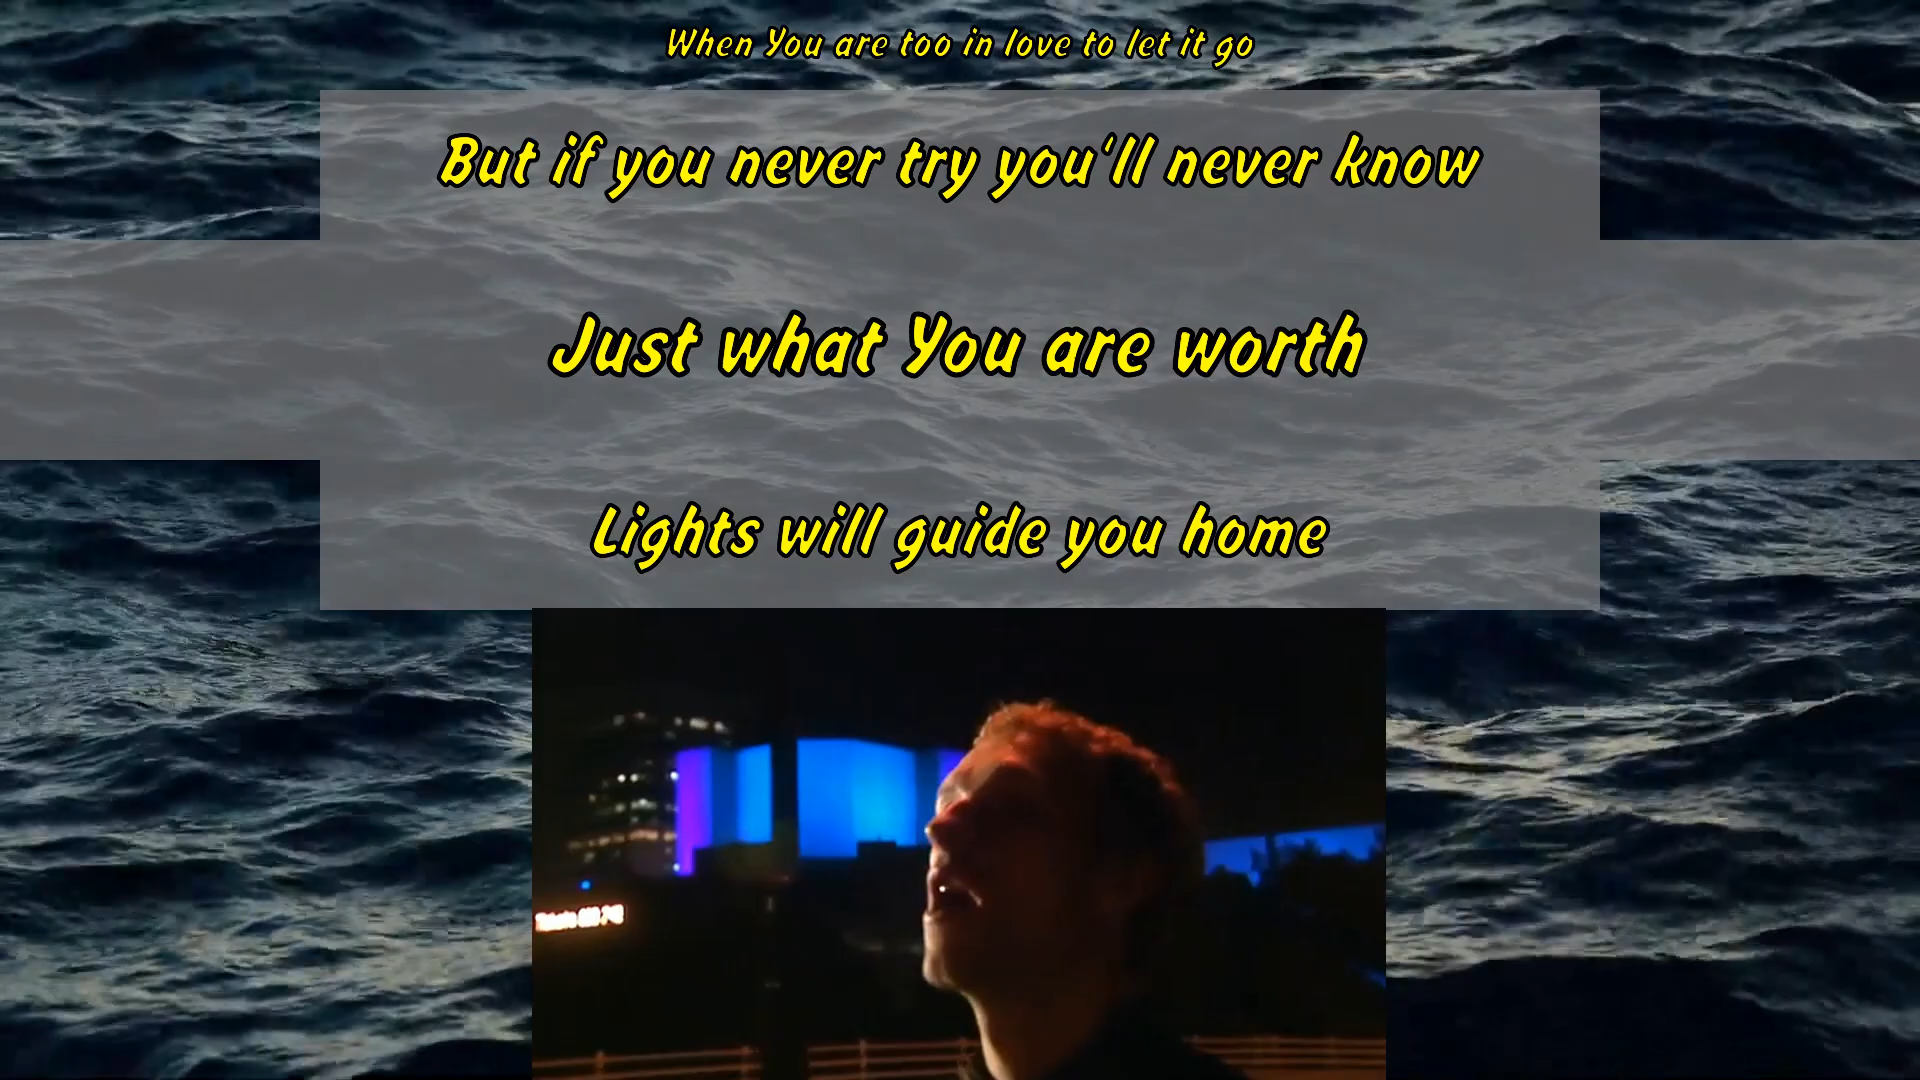 When You are too in love to let it go
But if you never try you'll never know
Just what You are worth
Lights will guide you home